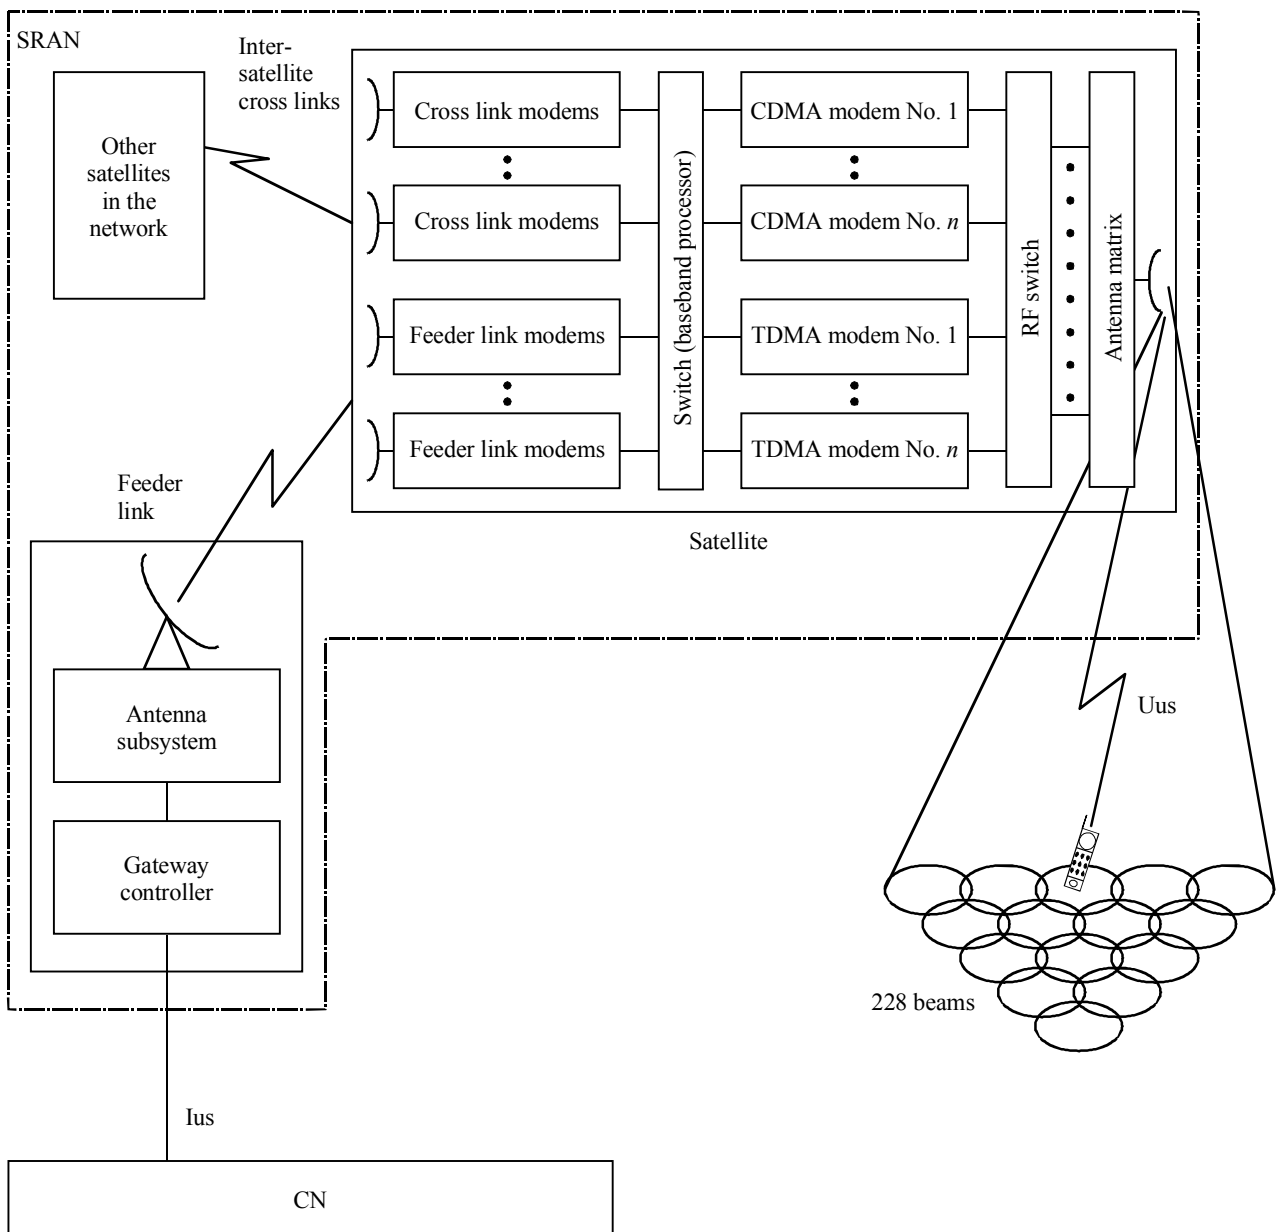 SRAN
Inter-
satellite
cross links
Other
satellites
in the
network
Cross link modems
Cross link modems
Feeder link modems
Feeder link modems
Switch (baseband processor)
CDMA modem No. 1
CDMA modem No. n
TDMA modem No. 1
TDMA modem No. n
RF switch
Antenna matrix
Satellite
Feeder
link
Antenna
subsystem
Gateway
controller
Uus
228 beams
Ius
CN